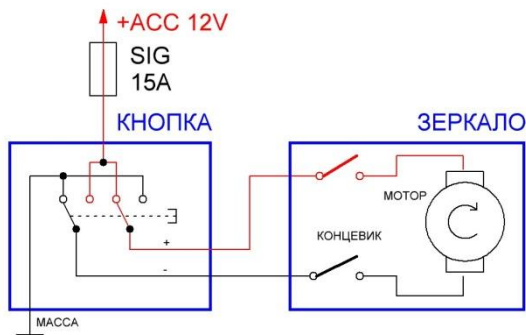 +ACC 12V
SIG
15A
КНОПКА
ЗЕРКАЛО
МОТОР
КОНЦЕВИК
+
-
МАССА